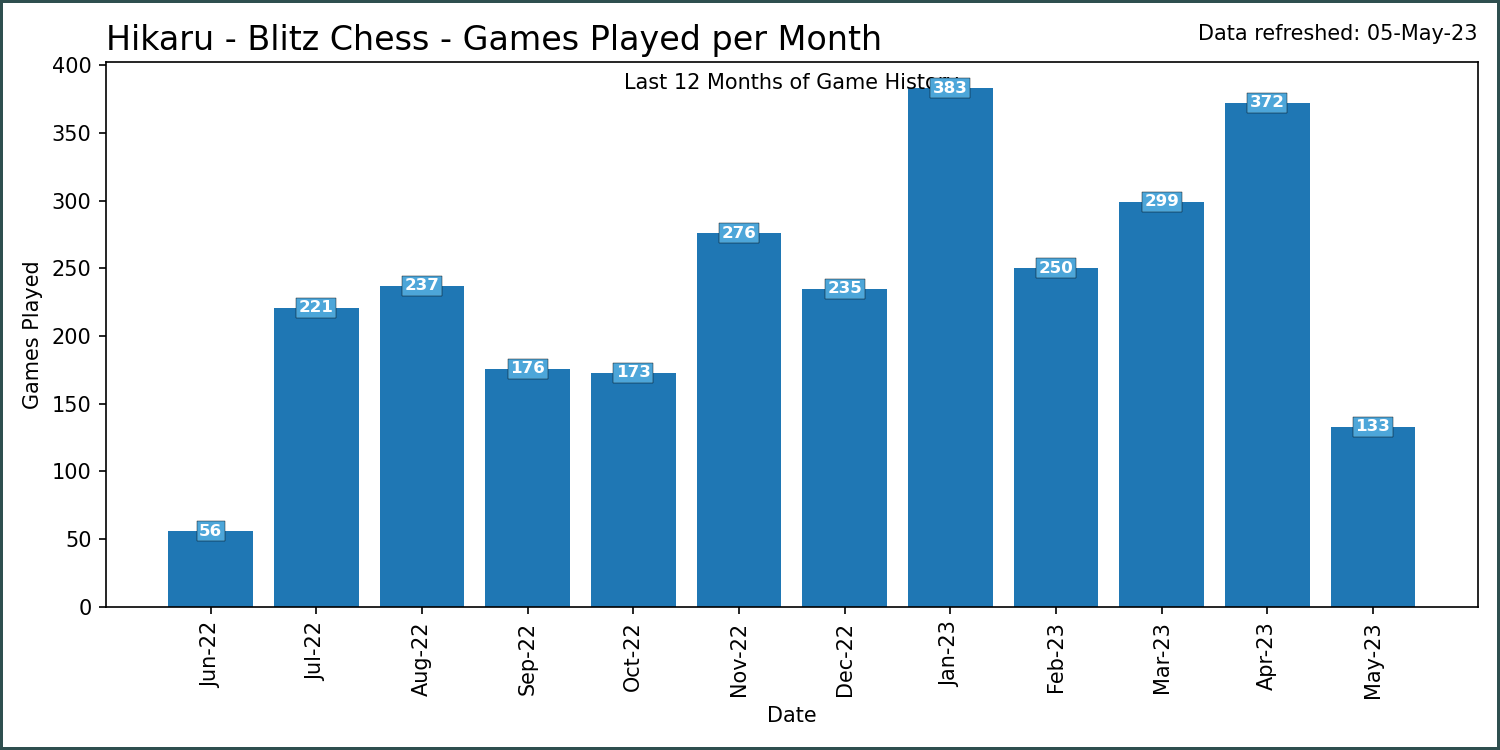 Hikaru - Blitz Chess - Games Played per Month
Data refreshed: 05-May-23
Last 12 Months of Game History
Games Played
400
350
300
250
200
150
100
50
0
56
221
237
176
173
276
235
383
250
299
372
133
Jun-22
Jul-22
Aug-22
Sep-22
Oct-22
Nov-22
Dec-22
Jan-23
Feb-23
Mar-23
Apr-23
May-23
Date